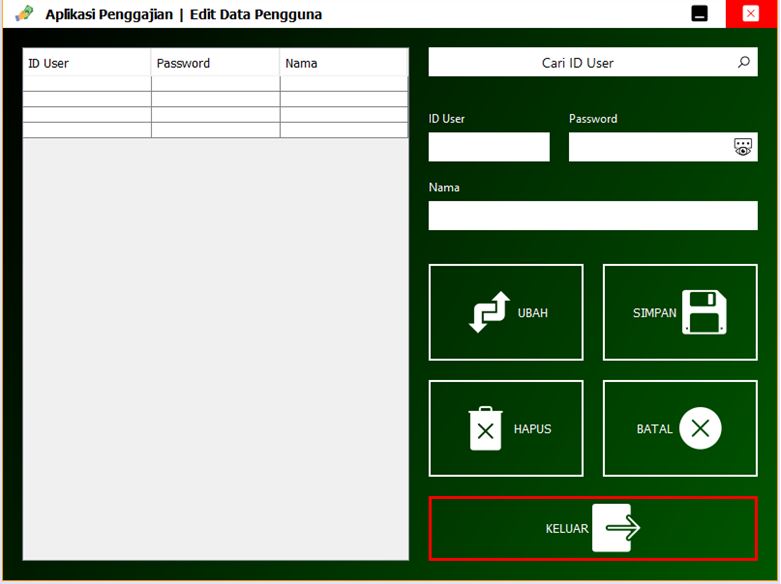 Aplikasi Penggajian | Edit Data Pengguna
ID User Password Nama
Cari ID User
ID User Password
Nama
UBAH SIMPAN
HAPUS BATAL
KELUAR